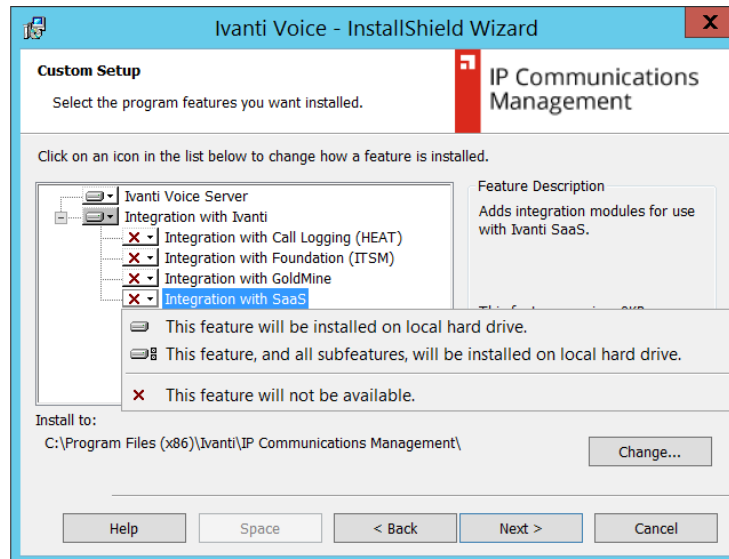 Ivanti Voice - InstallShield Wizard
X
Custom Setup
Select the program features you want installed.
IP Communications
Management
Click on an icon in the list below to change how a feature is installed.
Ivanti Voice Server
Integration with Ivanti
Integration with Call Logging (HEAT)
Integration with Foundation (ITSM)
Integration with GoldMine
Integration with SaaS
Feature Description
Adds integration modules for use
with Ivanti SaaS.
This feature will be installed on local hard drive.
This feature, and all subfeatures, will be installed on local hard drive.
This feature will not be available.
Install to:
C:\Program Files (x86)\Ivanti\IP Communications Management\
Change...
Help
Space
< Back
Next >
Cancel